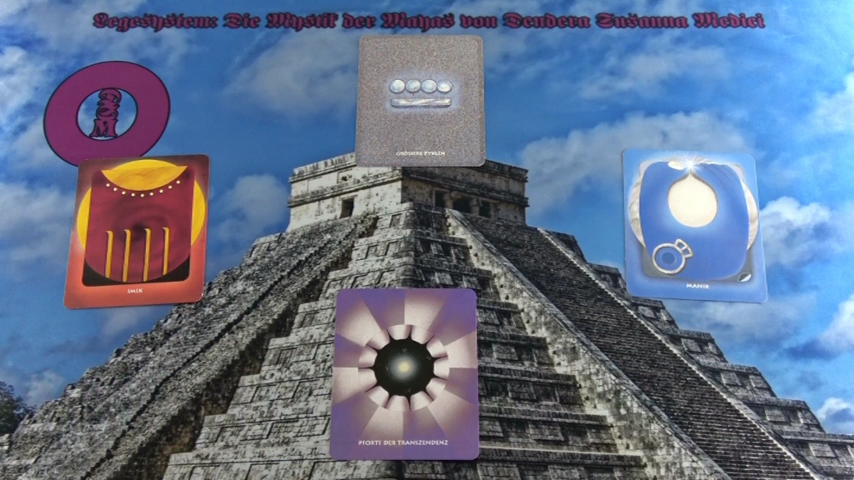 Legesystem: Die Mystik der Mayas von Dendera Susanna Medici
GRÖSSERE ZYKLEN
IMIX
MANIK
PFORTE DER TRANSZENDENZ